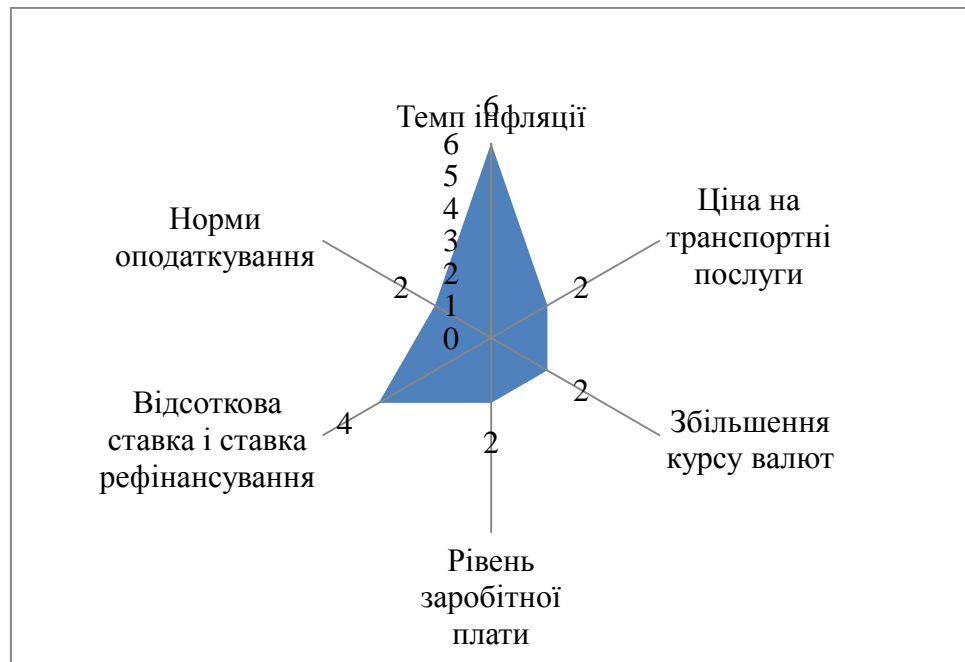 6
Темп інфляції
6
5
4
3
2
1
0
Ціна на
транспортні
послуги
2
Збільшення
курсу валют
2
Рівень
заробітної
плати
2
Відсоткова
ставка і ставка
рефінансування
4
Норми
оподаткування
2